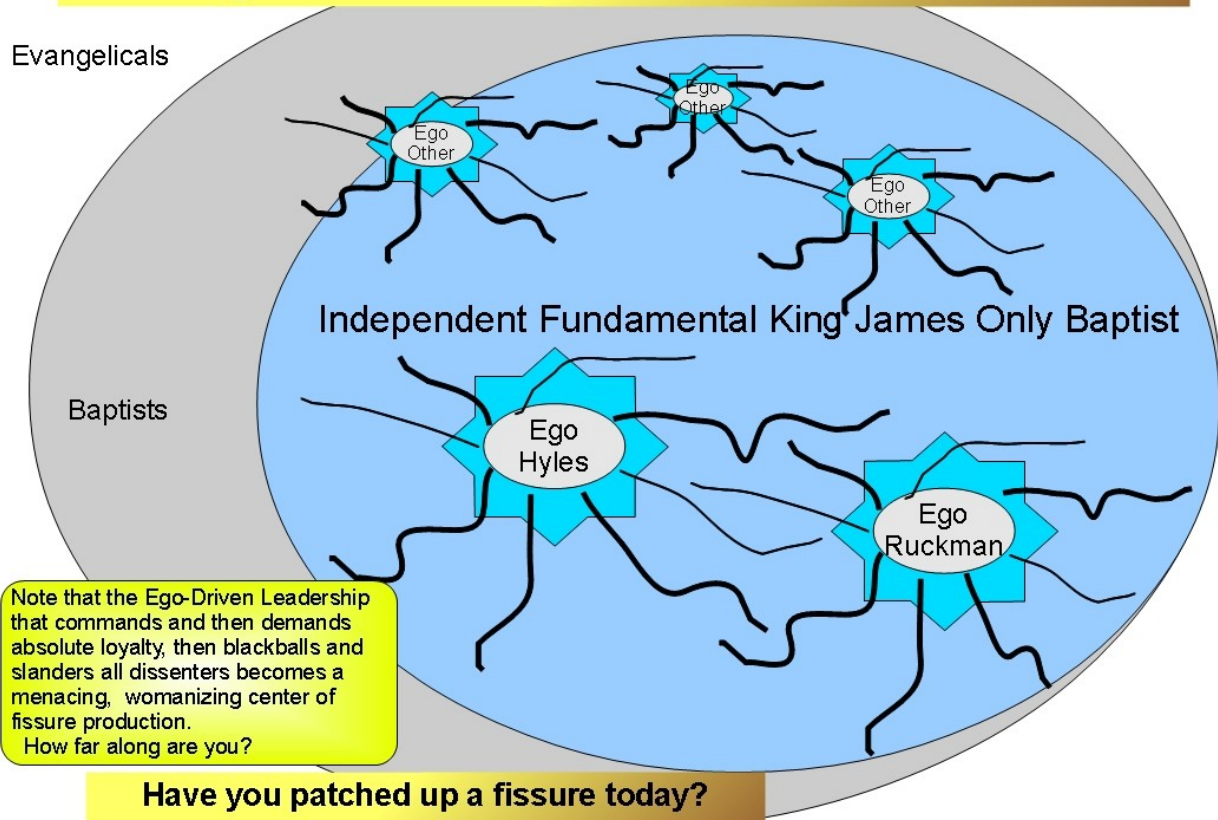 Evangelicals
Ego
Other
Ego
Other
Ego
Other
Independent Fundamental King James Only Baptist
Baptists
Ego
Hyles
Ego
Ruckman
Note that the Ego-Driven Leadership
that commands and then demands
absolute loyalty, then blackballs and
slanders all dissenters becomes a
menacing, womanizing center of
fissure production.
How far along are you?
Have you patched up a fissure today?